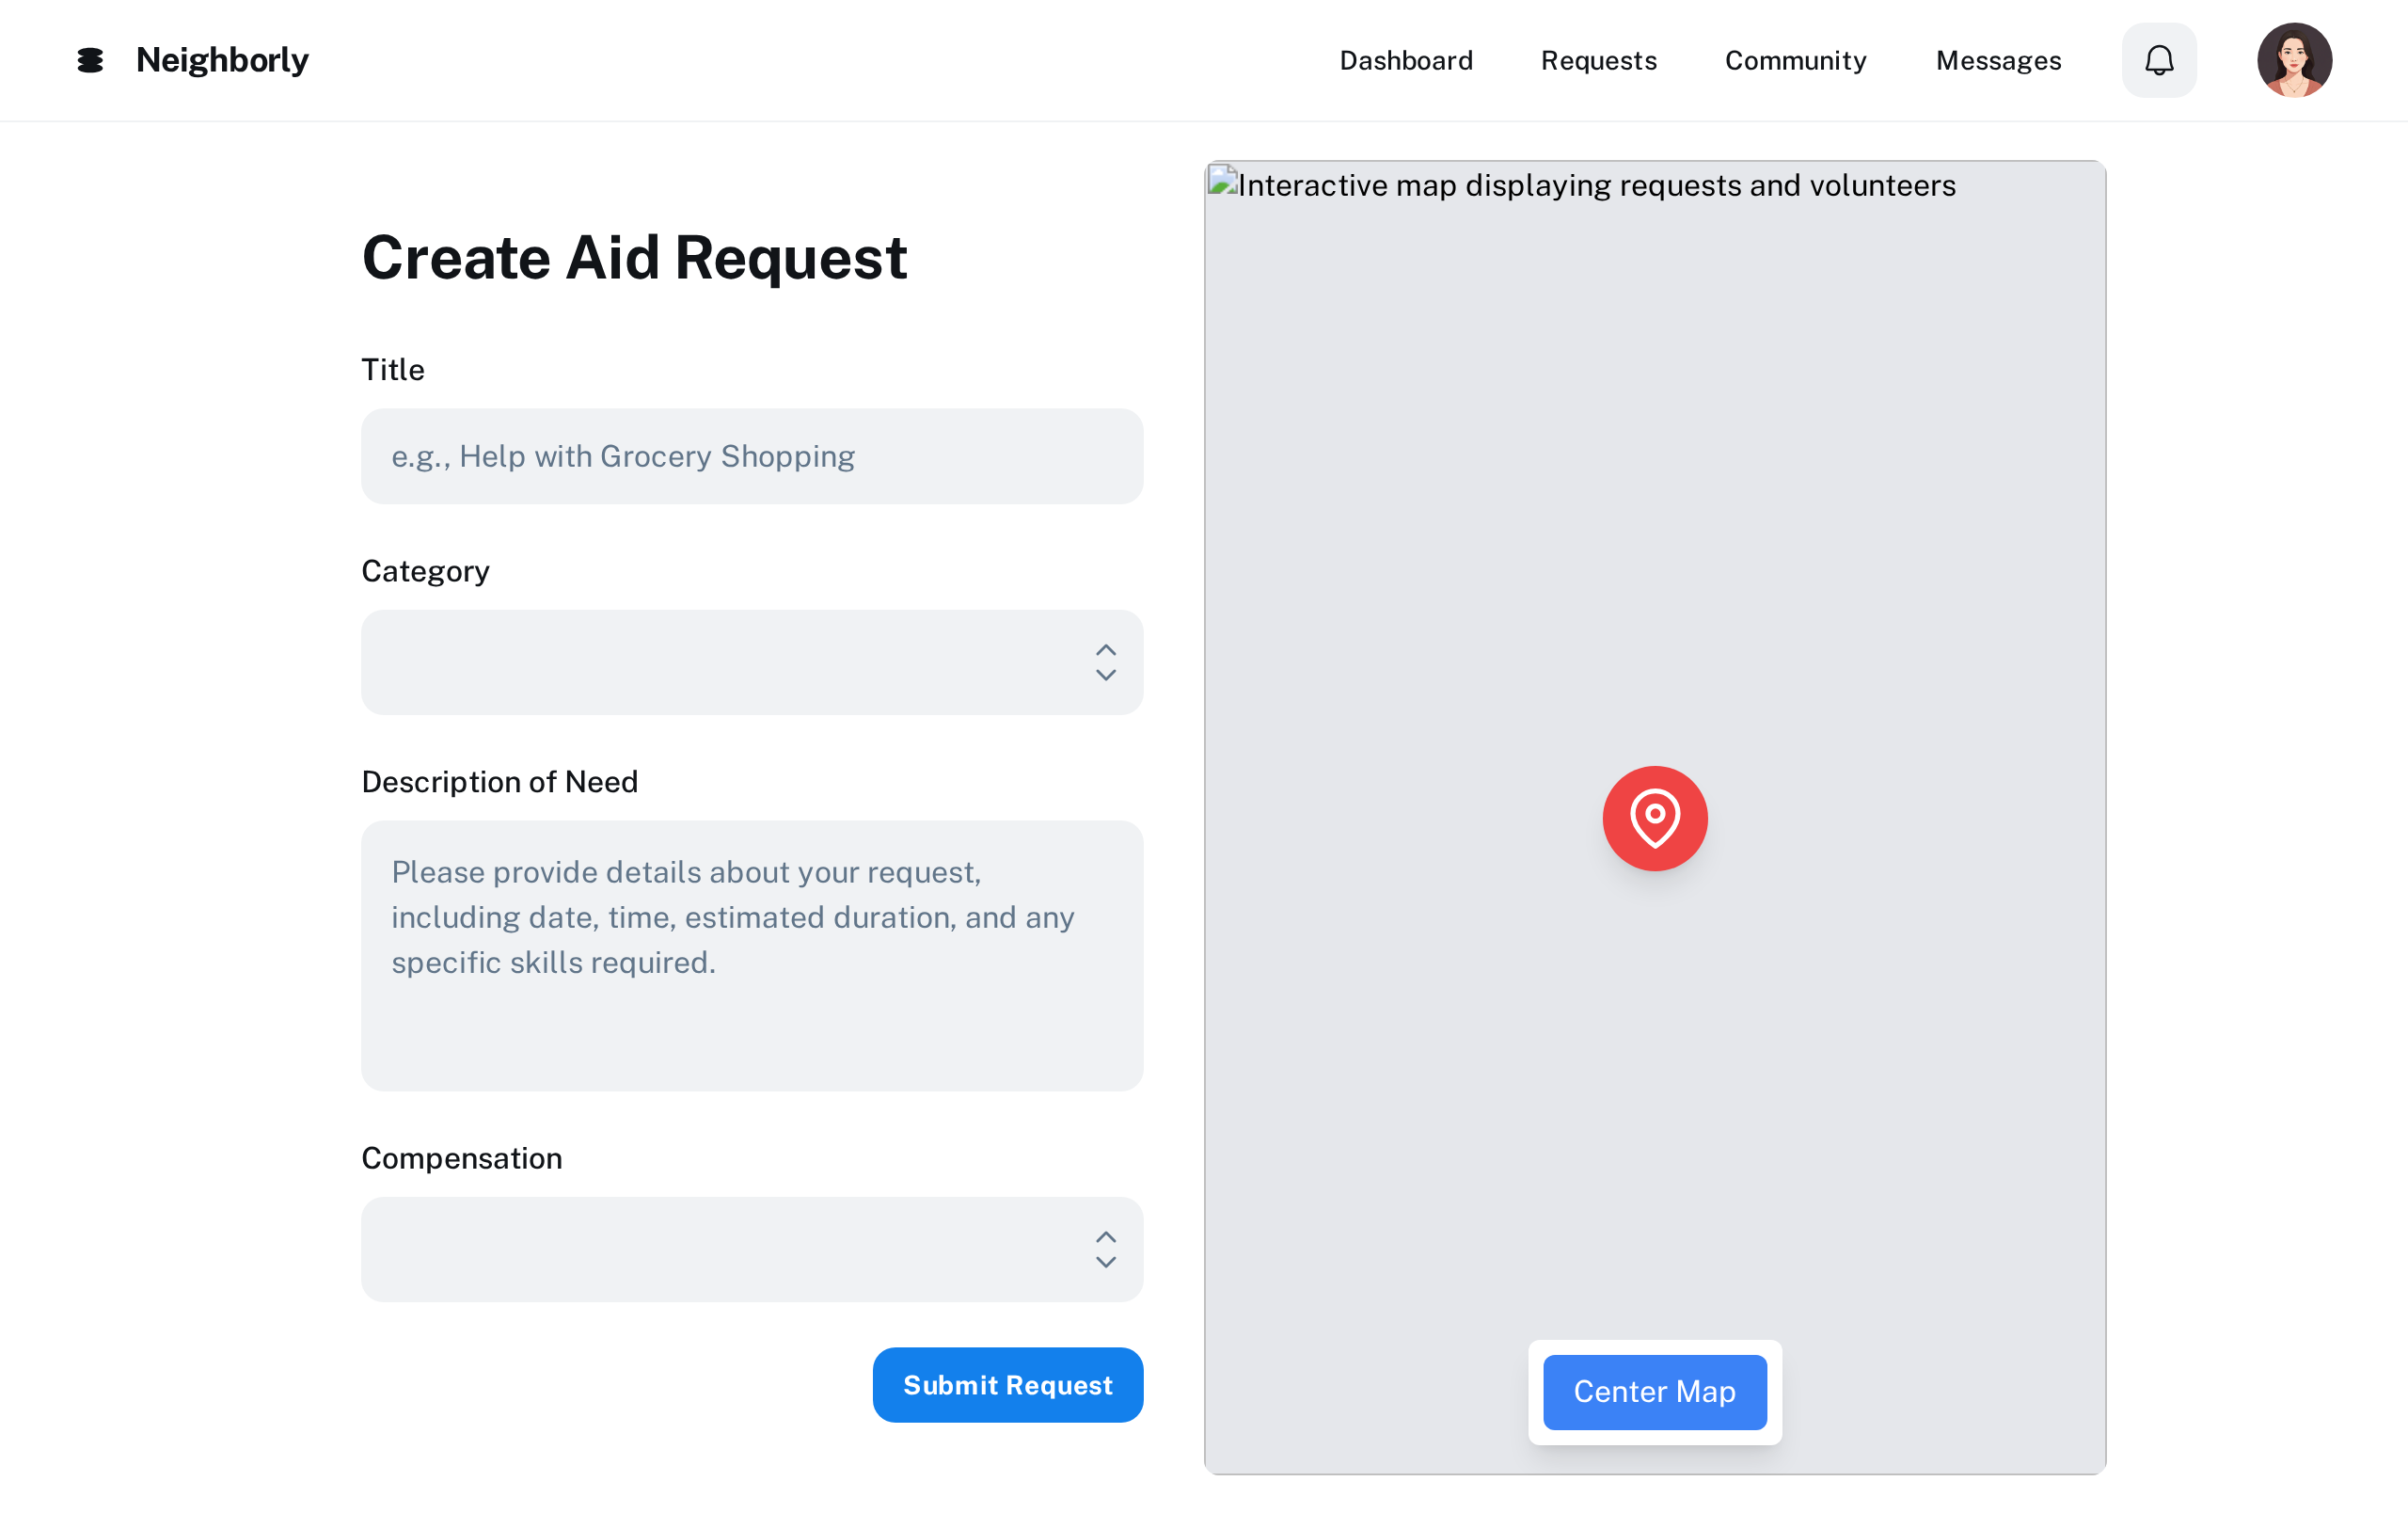 Neighborly
Dashboard
Requests
Community
Messages
Create Aid Request
Title
e.g., Help with Grocery Shopping
Category
Description of Need
Please provide details about your request,
including date, time, estimated duration, and any
specific skills required.
Compensation
Submit Request
Interactive map displaying requests and volunteers
Center Map